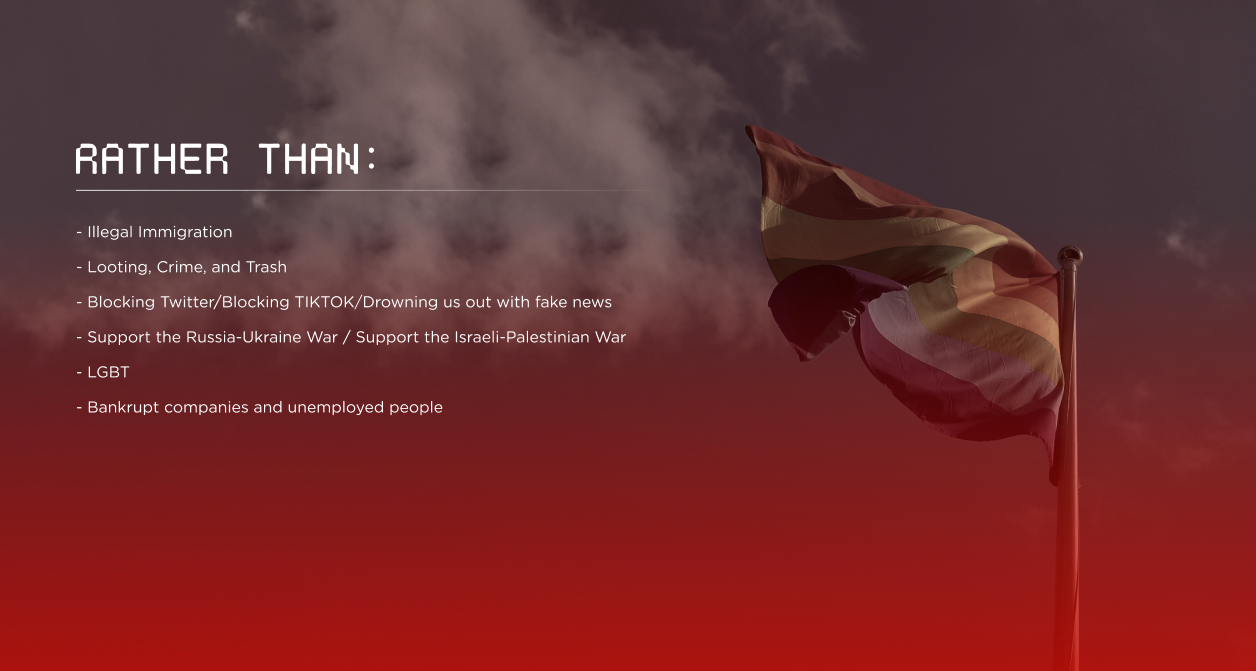 RATHER THAN:
- Illegal Immigration
- Looting, Crime, and Trash
- Blocking Twitter/Blocking TIKTOK/Drowning us out with fake news
- Support the Russia-Ukraine War / Support the Israeli-Palestinian War
- LGBT
- Bankrupt companies and unemployed people